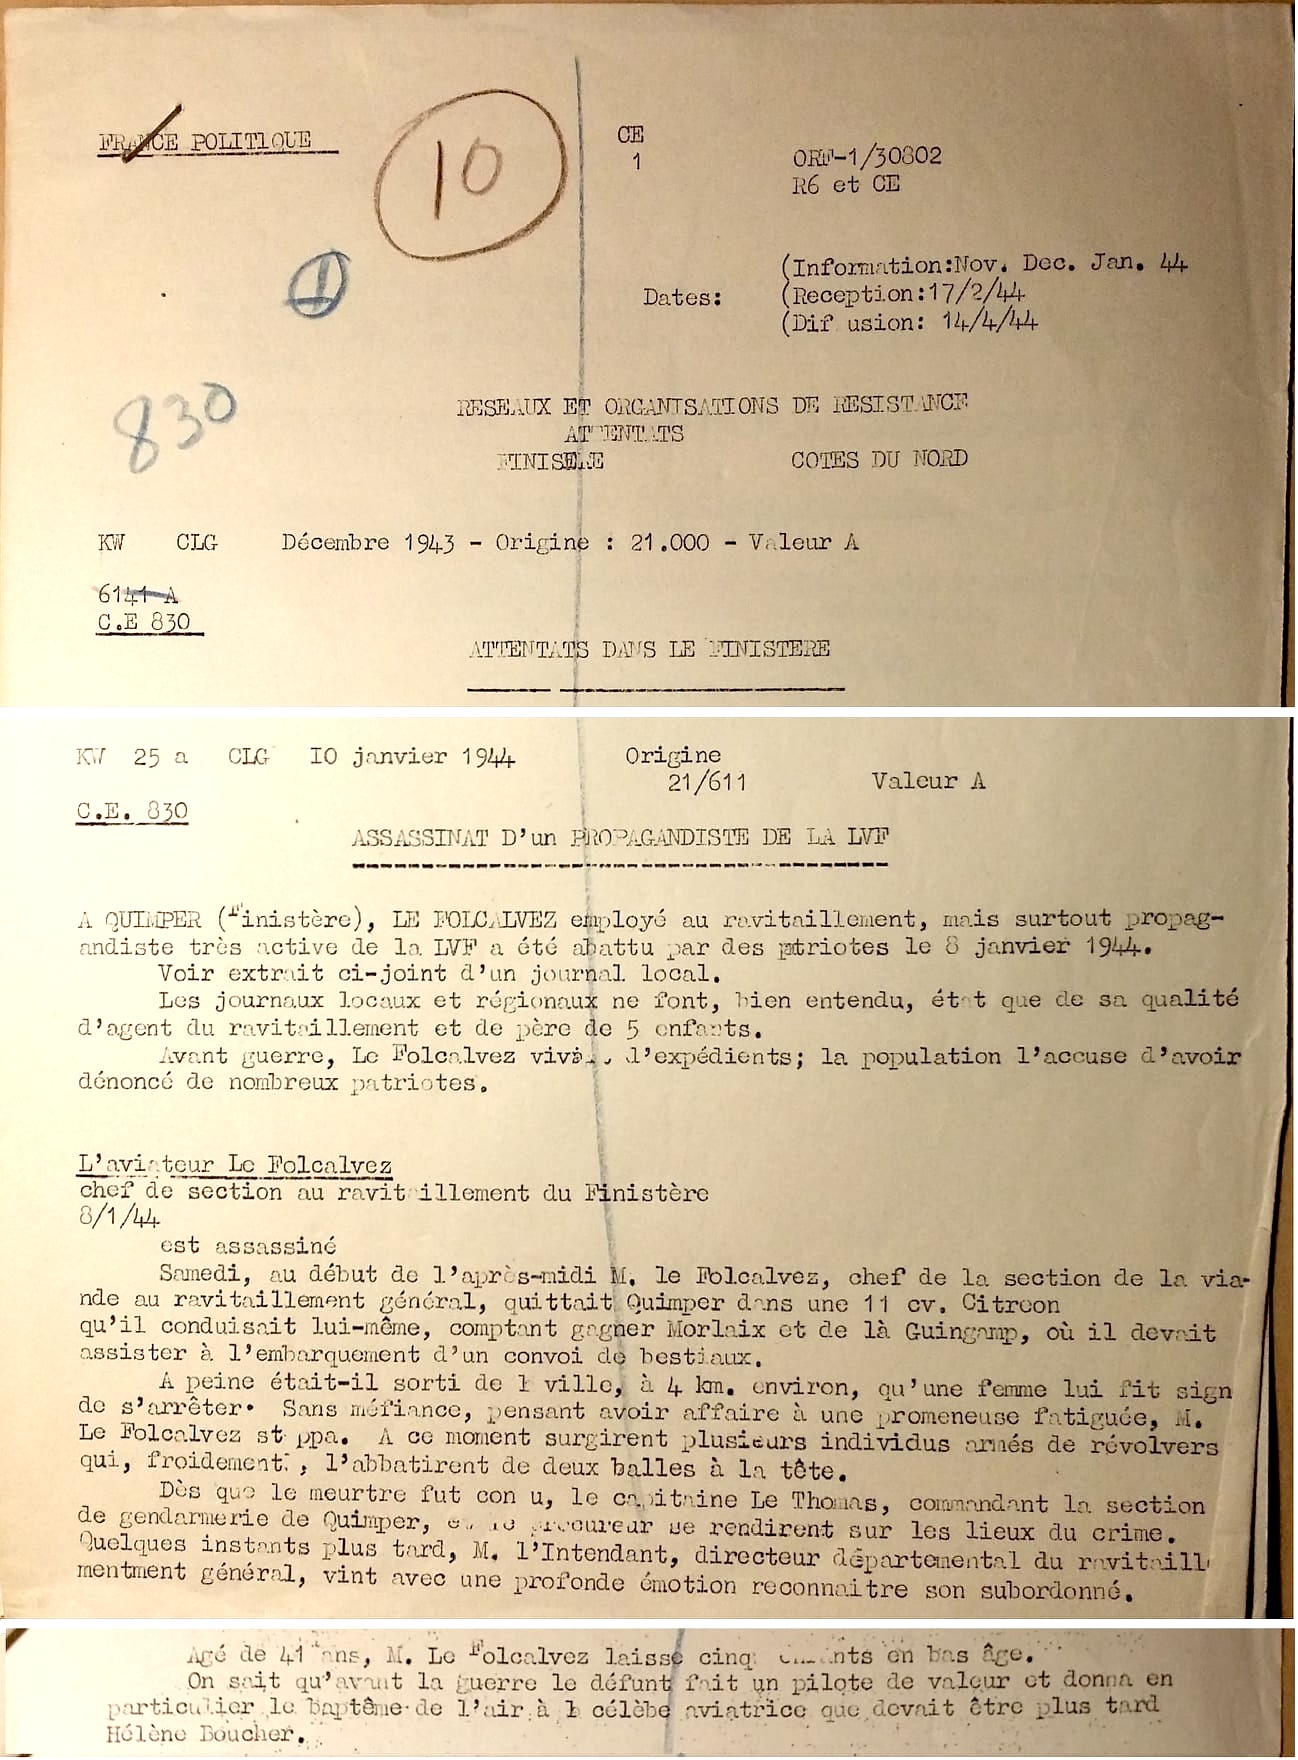 FRANCE POLITIQUE
10
CE
1
ORF-1/30802
R6 et CE
1
Dates:
(Information:Nov. Dec. Jan. 44
(Reception:17/2/44
(Dif usion: 14/4/44
830
RESEAUX ET ORGANISATIONS DE RESISTANCE
ATTENTATS
FINISERE COTES DU NORD
KW CLG Décembre 1943 - Origine : 21.000 - Valeur A
6141 A
C.E 830
ATTENTATS DANS LE FINISTERE
KW 25 a CLG IO janvier 1944 Origine
21/611 Valeur A
C.E. 830
ASSASSINAT D'un PROPAGANDISTE DE LA LVF
A QUIMPER (Finistère), LE FOLCALVEZ employé au ravitaillement, mais surtout propag-
andiste très active de la LVF a été abattu par des ptriotes le 8 janvier 1944.
Voir extrait ci-joint d'un journal local.
Les journaux locaux et régionaux ne font, bien entendu, état que de sa qualité
d'agent du ravitaillement et de père de 5 enfants.
Avant guerre, Le Folcalvez d'expédients; la population l'accuse d'avoir
dénoncé de nombreux patriotes.
L'aviateur Le Folcalvez
chef de section au ravitaillement du Finistère
8/1/44
est assassiné
Samedi, au début de l'après-midi M. le Folcalvez, chef de la section de la via-
nde au ravitaillement général, quittait Quimper dans une 11 cv. Citreon
qu'il conduisait lui-même, comptant gagner Morlaix et de là Guingamp, où il devait
assister à l'embarquement d'un convoi de bestiaux.
A peine était-il sorti de l ville, à 4 km. environ, qu'une femme lui fit sign
de s'arrêter. Sans méfiance, pensant avoir affaire à une promeneuse fatiguée, M.
Le Folcalvez st ppa. A ce moment surgirent plusieurs individus armés de révolvers
qui, froidement, l'abbatirent de deux balles à la tête.
Dès que le meurtre fut con u, le capitaine Le Thomas, commandant la section
de gendarmerie de Quimper, et le procureur se rendirent sur les lieux du crime.
Quelques instants plus tard, M. l'Intendant, directeur départemental du ravitaill
mentment général, vint avec une profonde émotion reconnaitre son subordonné.
Agé de 41 ans, M. Le Folcalvez laisse cinq enfants en bas âge.
On sait qu'avant la guerre le défunt fait un pilote de valeur et donna en
particulier le baptême de l'air à l célèbe aviatrice que devait être plus tard
Hélène Boucher.